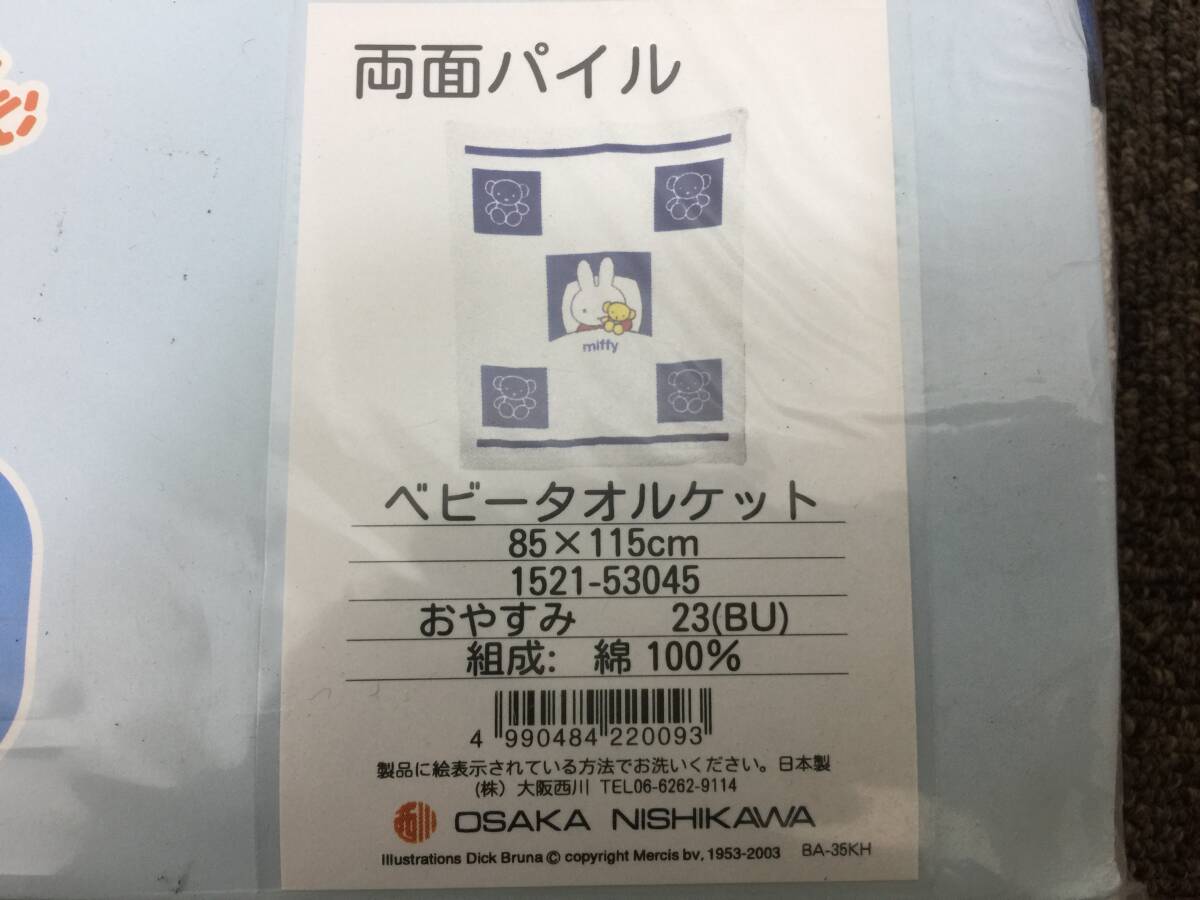 両面パイル
miffy
ベビータオルケット
85×115cm
1521-53045
おやすみ 23(BU)
組成: 綿 100%
4 990484 220093
製品に絵表示されている方法でお洗いください。日本製
(株) 大阪西川 TEL06-6262-9114
OSAKA NISHIKAWA
Illustrations Dick Bruna © copyright Mercis bv, 1953-2003 BA-35KH